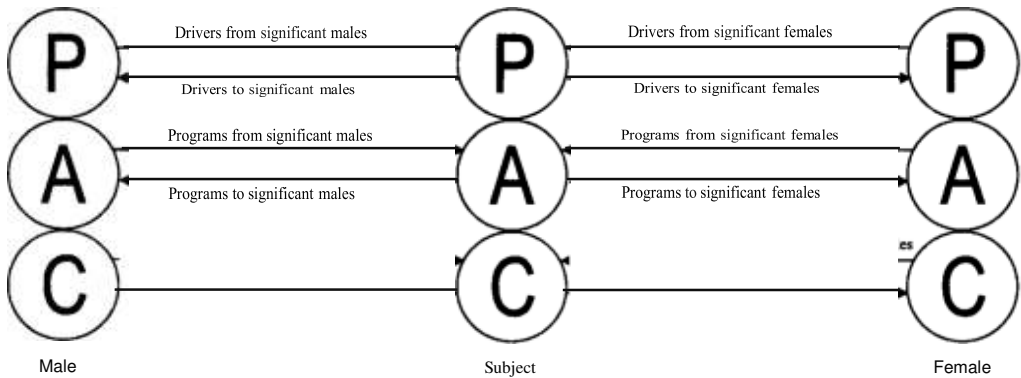 P P P
Drivers from significant males Drivers from significant females
Drivers to significant males Drivers to significant females
A A A
Programs from significant males Programs from significant females
Programs to significant males Programs to significant females
C C C
es
Male Subject Female